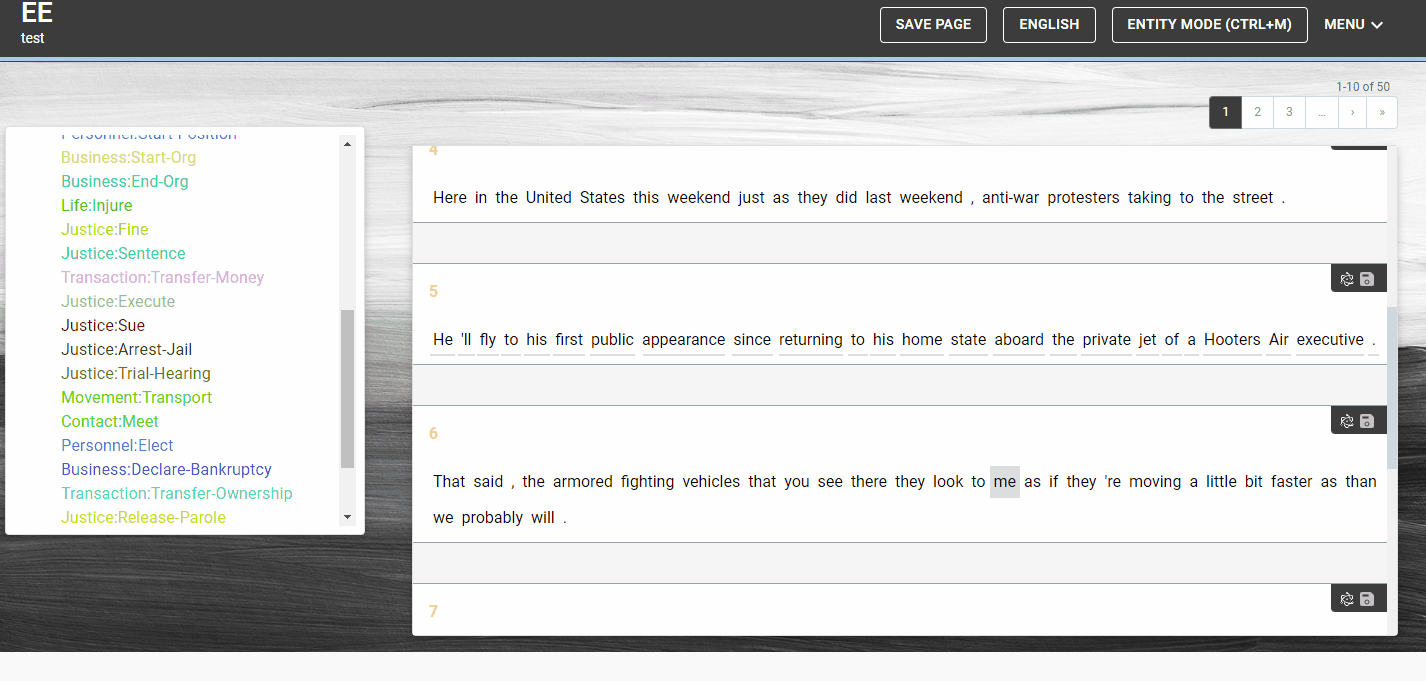 EE
test
SAVE PAGE
ENGLISH
ENTITY MODE (CTRL+M)
MENU
1-10 of 50
1
2
3
...
›
»
Personnel:Start-Position
Business:Start-Org
Business:End-Org
Life:Injure
Justice:Fine
Justice:Sentence
Transaction:Transfer-Money
Justice:Execute
Justice:Sue
Justice:Arrest-Jail
Justice:Trial-Hearing
Movement:Transport
Contact:Meet
Personnel:Elect
Business:Declare-Bankruptcy
Transaction:Transfer-Ownership
Justice:Release-Parole
4
Here in the United States this weekend just as they did last weekend , anti-war protesters taking to the street .
5
He 'll fly to his first public appearance since returning to his home state aboard the private jet of a Hooters Air executive .
6
That said , the armored fighting vehicles that you see there they look to me as if they 're moving a little bit faster as than
we probably will .
7